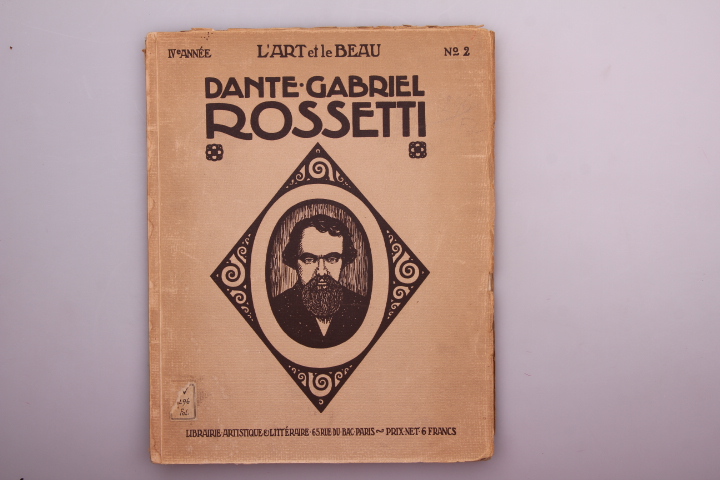 IVe ANNÉE L'ART et le BEAU No 2
DANTE·GABRIEL
ROSSETTI
LIBRAIRIE·ARTISTIQUE & LITTÉRAIRE·65 RUE DU·BAC·PARIS ~ PRIX·NET·6 FRANCS